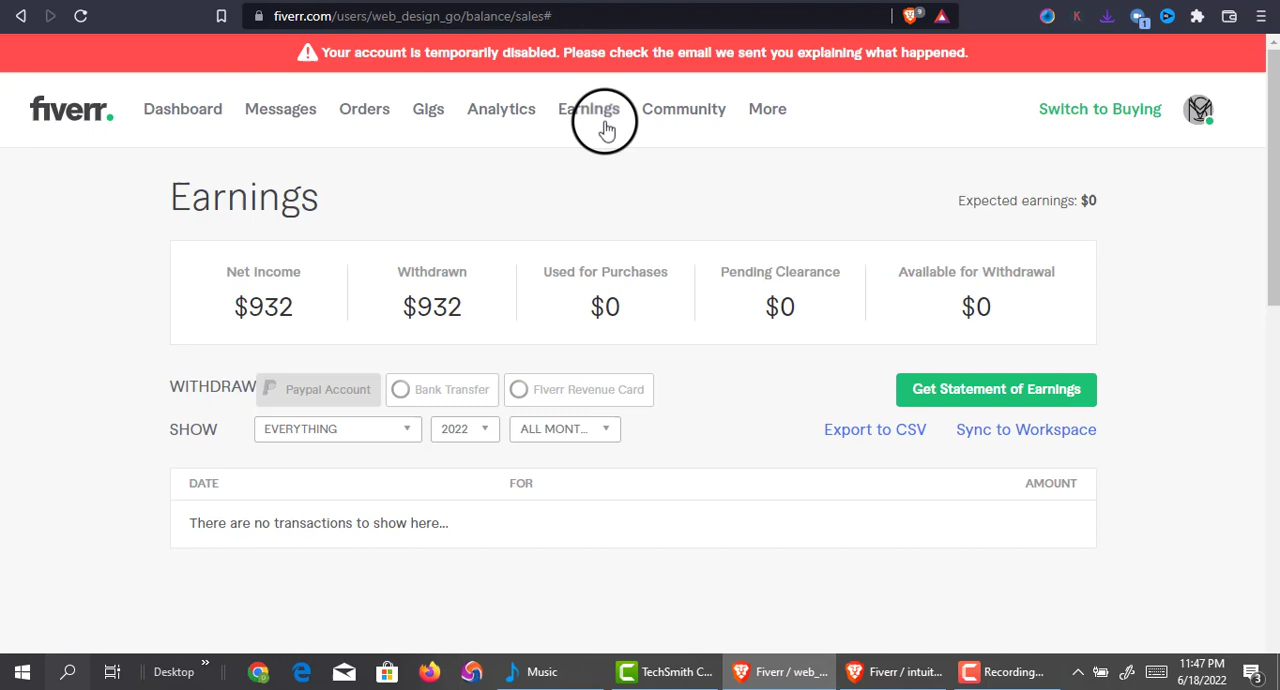 fiverr.com/users/web_design_go/balance/sales#
9
K
1
Your account is temporarily disabled. Please check the email we sent you explaining what happened.
fiverr. Dashboard Messages Orders Gigs Analytics Earnings Community More Switch to Buying
Earnings
Expected earnings: $0
Net Income Withdrawn Used for Purchases Pending Clearance Available for Withdrawal
$932 $932 $0 $0 $0
WITHDRAW Paypal Account Bank Transfer Fiverr Revenue Card Get Statement of Earnings
SHOW EVERYTHING 2022 ALL MONT... Export to CSV Sync to Workspace
DATE FOR AMOUNT
There are no transactions to show here...
Desktop » Music TechSmith C... Fiverr / web_... Fiverr / intuit... Recording... 11:47 PM
6/18/2022
3